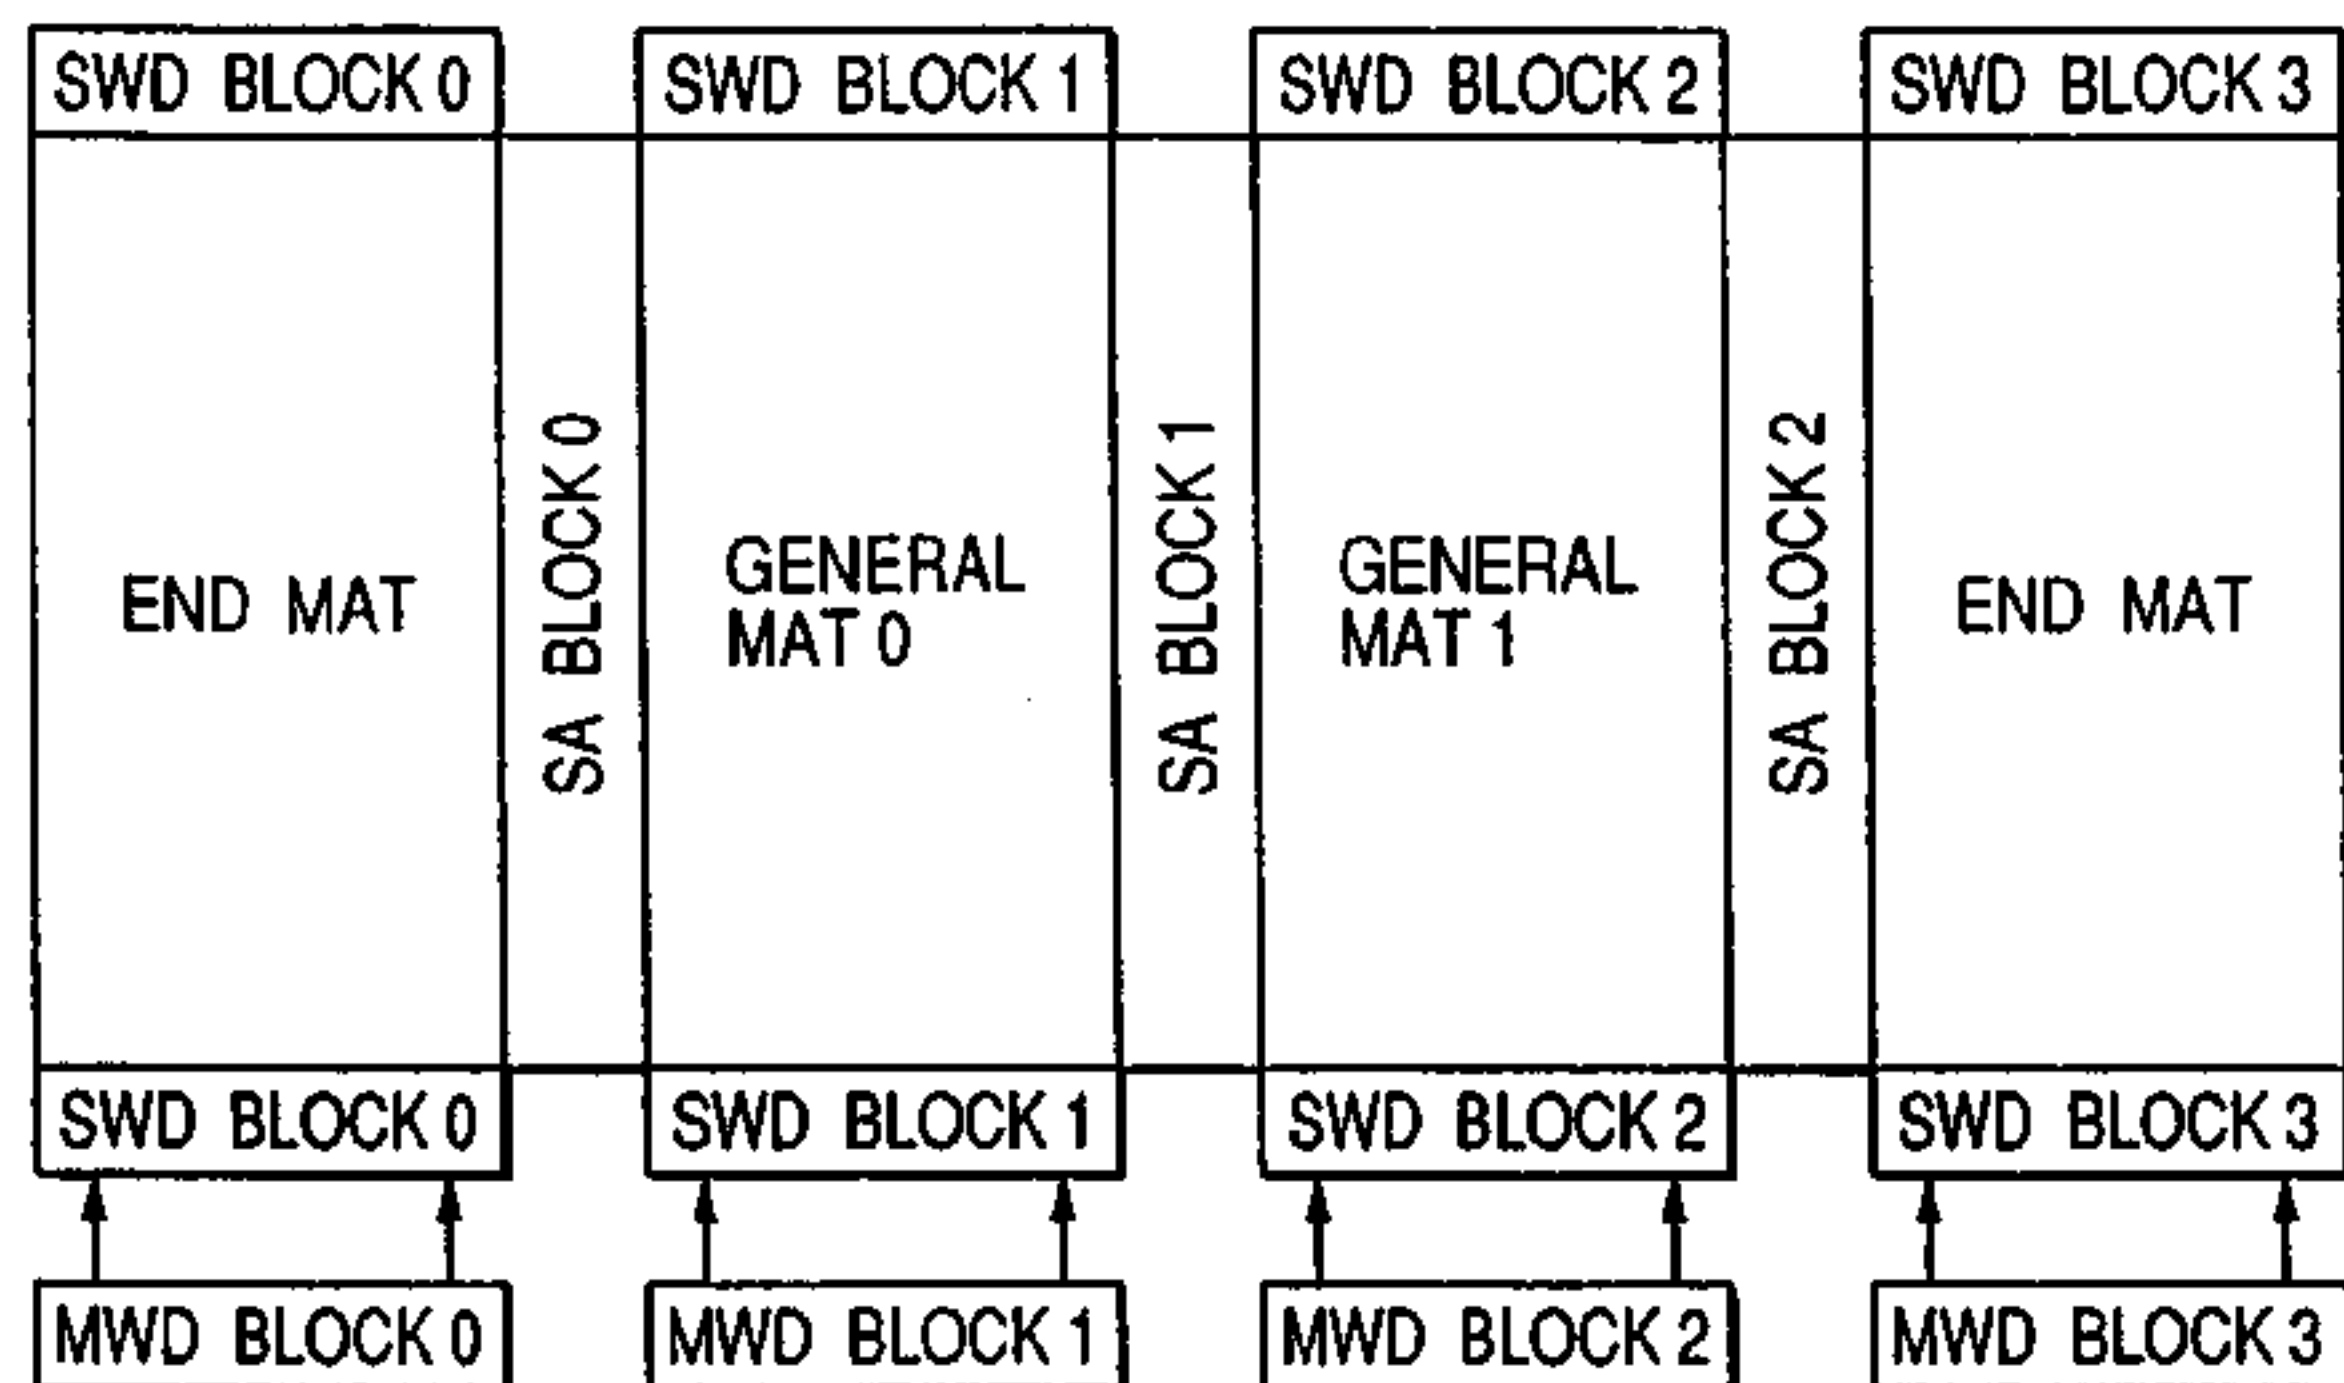 SWD BLOCK 0
SWD BLOCK 1
SWD BLOCK 2
SWD BLOCK 3
END MAT
SA BLOCK 0
GENERAL
MAT 0
SA BLOCK 1
GENERAL
MAT 1
SA BLOCK 2
END MAT
SWD BLOCK 0
SWD BLOCK 1
SWD BLOCK 2
SWD BLOCK 3
MWD BLOCK 0
MWD BLOCK 1
MWD BLOCK 2
MWD BLOCK 3